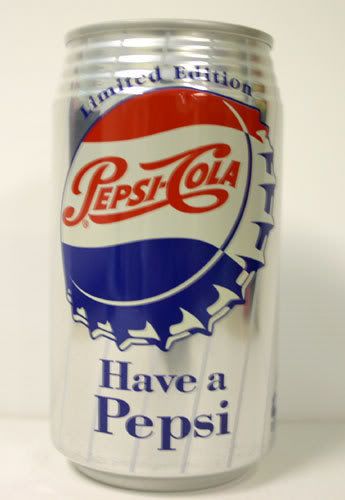 Limited Edition
PEPSI-COLA
®
Have a
Pepsi